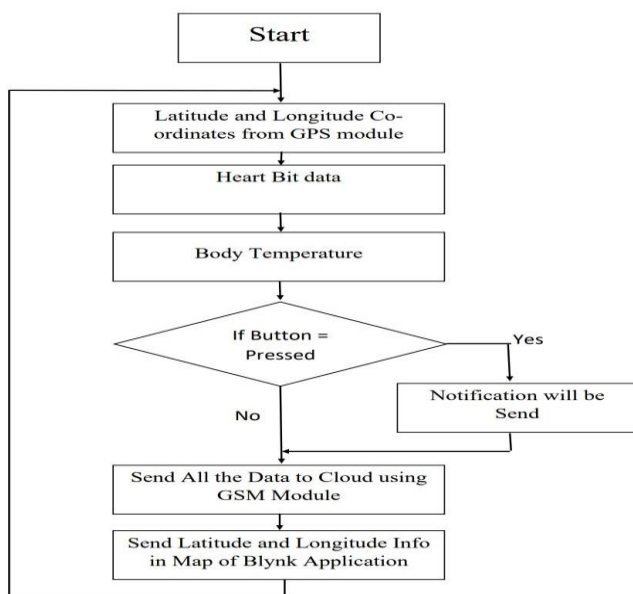 Start
Latitude and Longitude Co-
ordinates from GPS module
Heart Bit data
Body Temperature
If Button =
Pressed
Yes
Notification will be
Send
No
Send All the Data to Cloud using
GSM Module
Send Latitude and Longitude Info
in Map of Blynk Application